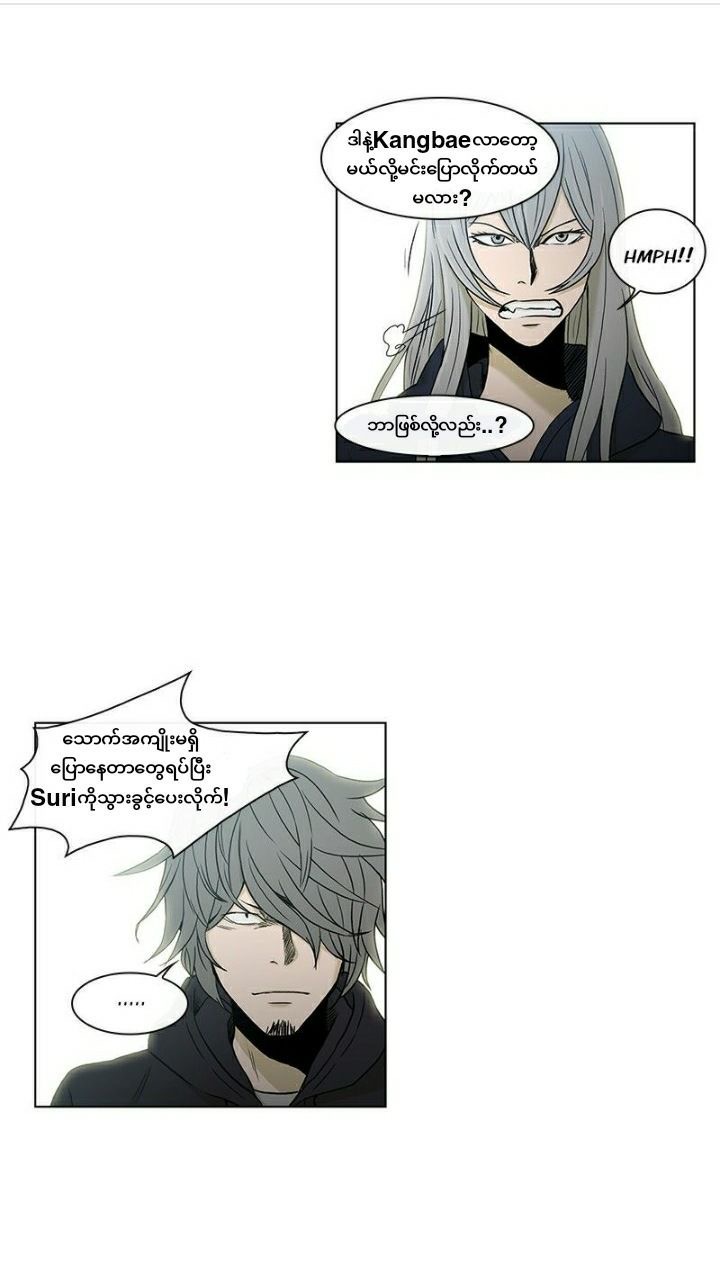 ဒါနဲ့Kangbaeလာတော့
မယ်လို့မင်းပြောလိုက်တယ်
မလား?
HMPH!!
ဘာဖြစ်လို့လည်း..?
သောက်အကျိုးမရှိ
ပြောနေတာတွေရပ်ပြီး
Suriကိုသွားခွင့်ပေးလိုက်!
.....